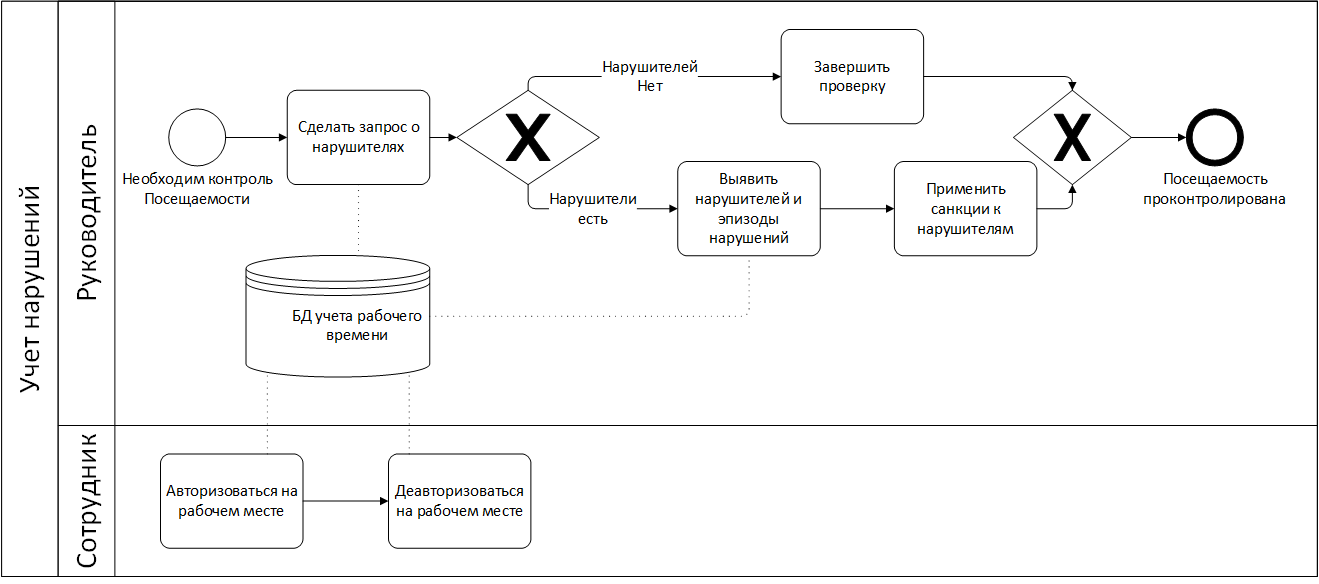 Учет нарушений
Руководитель
Необходим контроль
Посещаемости
Сделать запрос о
нарушителях
X
Нарушителей
Нет
Завершить
проверку
Нарушители
есть
Выявить
нарушителей и
эпизоды
нарушений
Применить
санкции к
нарушителям
X
Посещаемость
проконтролирована
БД учета рабочего
времени
Сотрудник
Авторизоваться на
рабочем месте
Деавторизоваться
на рабочем месте